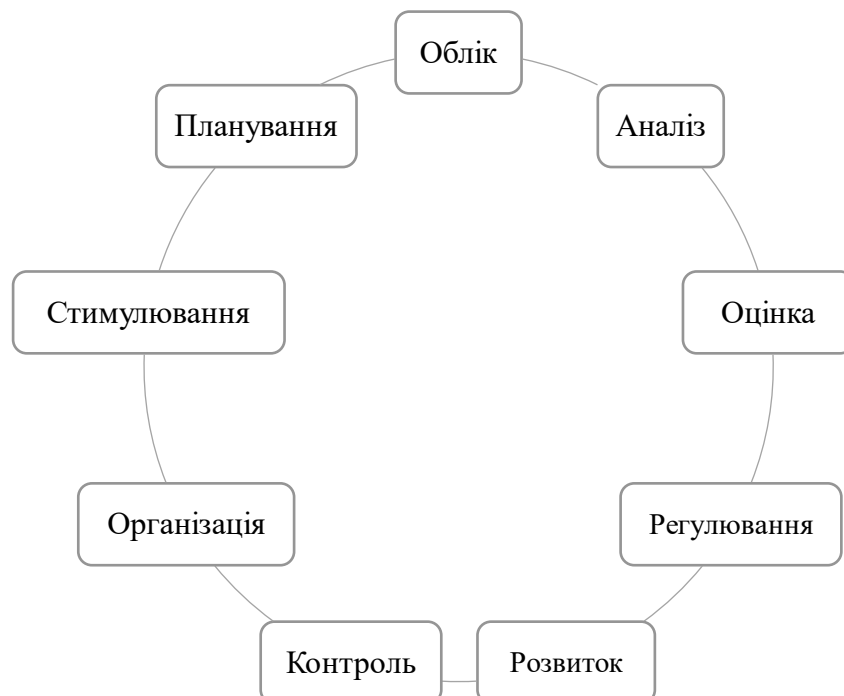 Облік
Аналіз
Оцінка
Регулювання
Розвиток
Контроль
Організація
Стимулювання
Планування